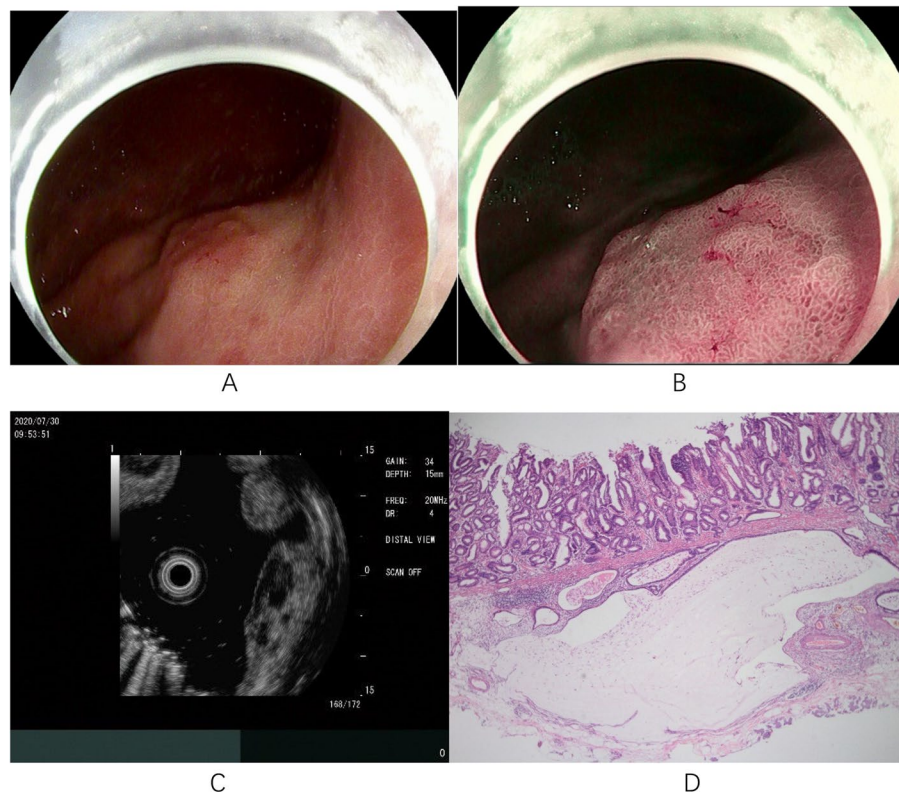 A
B
2020/07/30
09:53:51
1
15
GAIN: 34
DEPTH: 15mm
FREQ: 20MHz
DR: 4
DISTAL VIEW
0
SCAN OFF
15
168/172
0
C
D